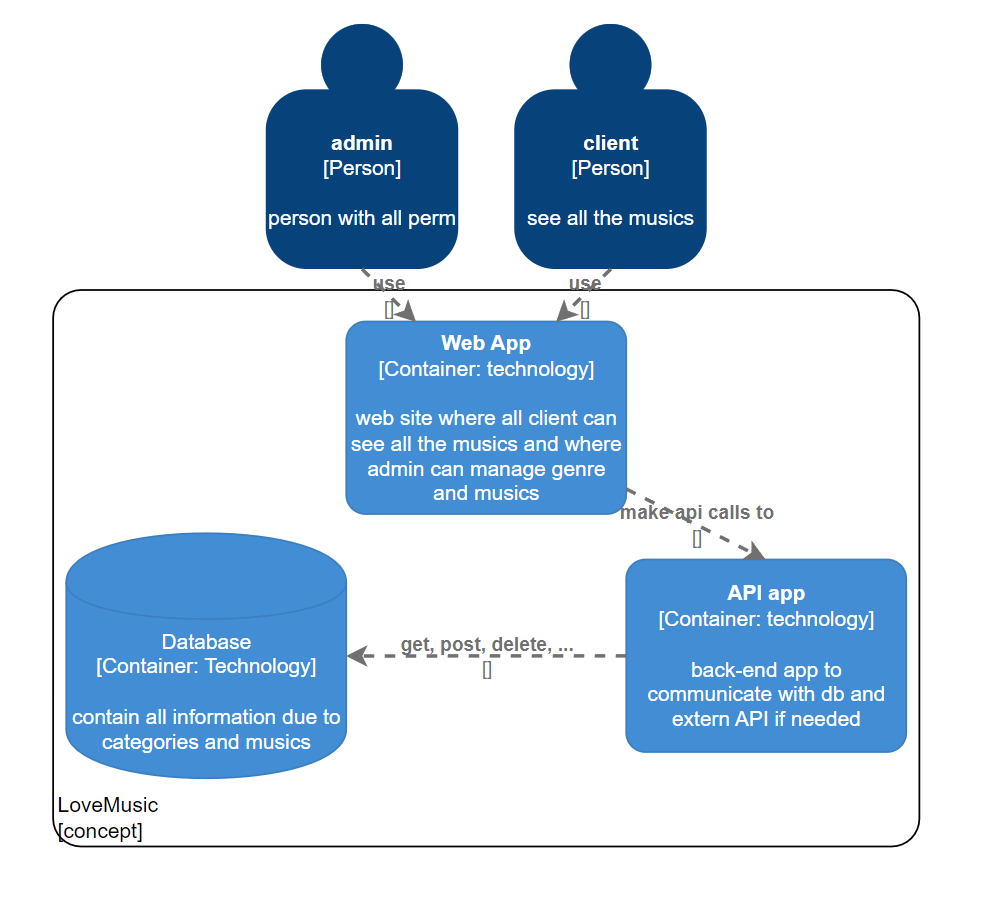 admin
[Person]
person with all perm
client
[Person]
see all the musics
use
[]
use
[]
Web App
[Container: technology]
web site where all client can
see all the musics and where
admin can manage genre
and musics
make api calls to
[]
API app
[Container: technology]
back-end app to
communicate with db and
extern API if needed
get, post, delete, ...
[]
Database
[Container: Technology]
contain all information due to
categories and musics
LoveMusic
[concept]